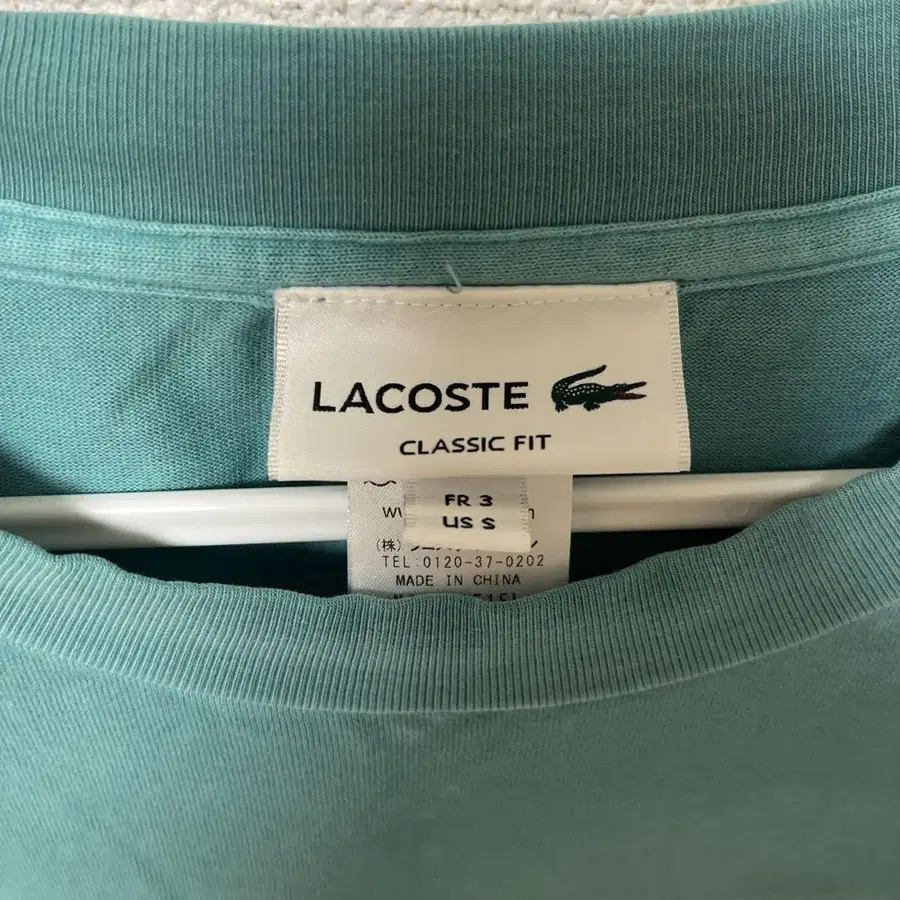 LACOSTE
CLASSIC FIT
FR 3
US S
(株)
TEL:0120-37-0202
MADE IN CHINA